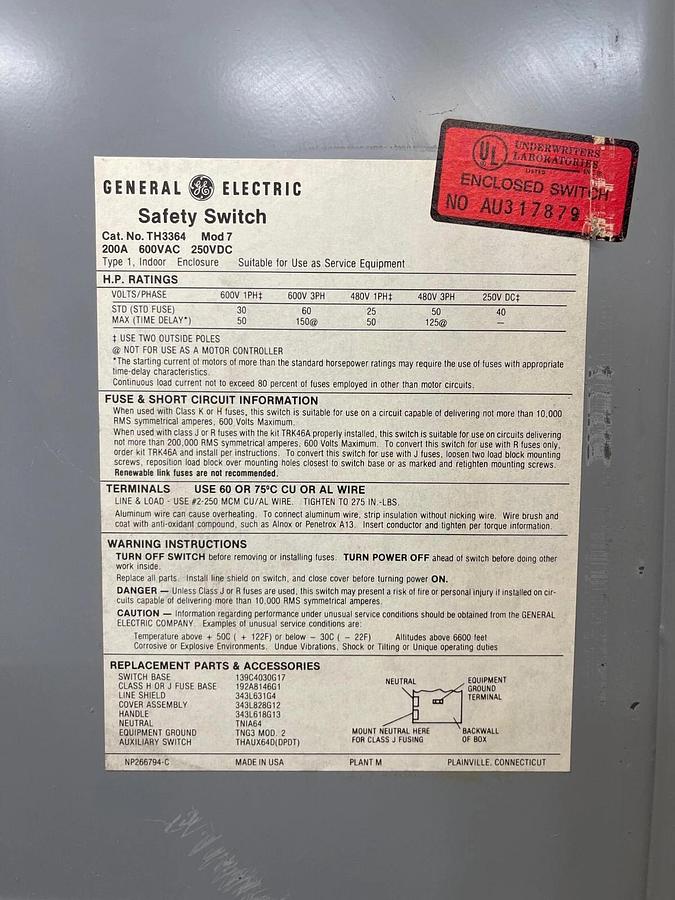 GENERAL GE ELECTRIC
Safety Switch
Cat. No. TH3364 Mod 7
200A 600VAC 250VDC
Type 1, Indoor Enclosure Suitable for Use as Service Equipment
UL UNDERWRITERS
LABORATORIES
LISTED
ENCLOSED SWITCH
NO AU317879
H.P. RATINGS
VOLTS/PHASE 600V 1PH‡ 600V 3PH 480V 1PH‡ 480V 3PH 250V DC‡
STD (STD FUSE) 30 60 25 50 40
MAX (TIME DELAY*) 50 150@ 50 125@ —
‡ USE TWO OUTSIDE POLES
@ NOT FOR USE AS A MOTOR CONTROLLER
*The starting current of motors of more than the standard horsepower ratings may require the use of fuses with appropriate
time-delay characteristics.
Continuous load current not to exceed 80 percent of fuses employed in other than motor circuits.
FUSE & SHORT CIRCUIT INFORMATION
When used with Class K or H fuses, this switch is suitable for use on a circuit capable of delivering not more than 10,000
RMS symmetrical amperes, 600 Volts Maximum.
When used with class J or R fuses with the kit TRK46A properly installed, this switch is suitable for use on circuits delivering
not more than 200,000 RMS symmetrical amperes, 600 Volts Maximum. To convert this switch for use with R fuses only,
order kit TRK46A and install per instructions. To convert this switch for use with J fuses, loosen two load block mounting
screws, reposition load block over mounting holes closest to switch base or as marked and retighten mounting screws.
Renewable link fuses are not recommended.
TERMINALS USE 60 OR 75°C CU OR AL WIRE
LINE & LOAD - USE #2-250 MCM CU/AL WIRE. TIGHTEN TO 275 IN.-LBS.
Aluminum wire can cause overheating. To connect aluminum wire, strip insulation without nicking wire. Wire brush and
coat with anti-oxidant compound, such as Alnox or Penetrox A13. Insert conductor and tighten per torque information.
WARNING INSTRUCTIONS
TURN OFF SWITCH before removing or installing fuses. TURN POWER OFF ahead of switch before doing other
work inside.
Replace all parts. Install line shield on switch, and close cover before turning power ON.
DANGER — Unless Class J or R fuses are used, this switch may present a risk of fire or personal injury if installed on cir-
cuits capable of delivering more than 10,000 RMS symmetrical amperes.
CAUTION — Information regarding performance under unusual service conditions should be obtained from the GENERAL
ELECTRIC COMPANY. Examples of unusual service conditions are:
Temperature above + 50C ( + 122F) or below – 30C ( – 22F) Altitudes above 6600 feet
Corrosive or Explosive Environments. Undue Vibrations, Shock or Tilting or Unique operating duties
REPLACEMENT PARTS & ACCESSORIES
SWITCH BASE 139C4030G17
CLASS H OR J FUSE BASE 192A8146G1
LINE SHIELD 343L631G4
COVER ASSEMBLY 343L828G12
HANDLE 343L618G13
NEUTRAL TNIA64
EQUIPMENT GROUND TNG3 MOD. 2
AUXILIARY SWITCH THAUX64D(DPDT)
NEUTRAL
EQUIPMENT
GROUND
TERMINAL
MOUNT NEUTRAL HERE
FOR CLASS J FUSING
BACKWALL
OF BOX
NP266794-C MADE IN USA PLANT M PLAINVILLE, CONNECTICUT